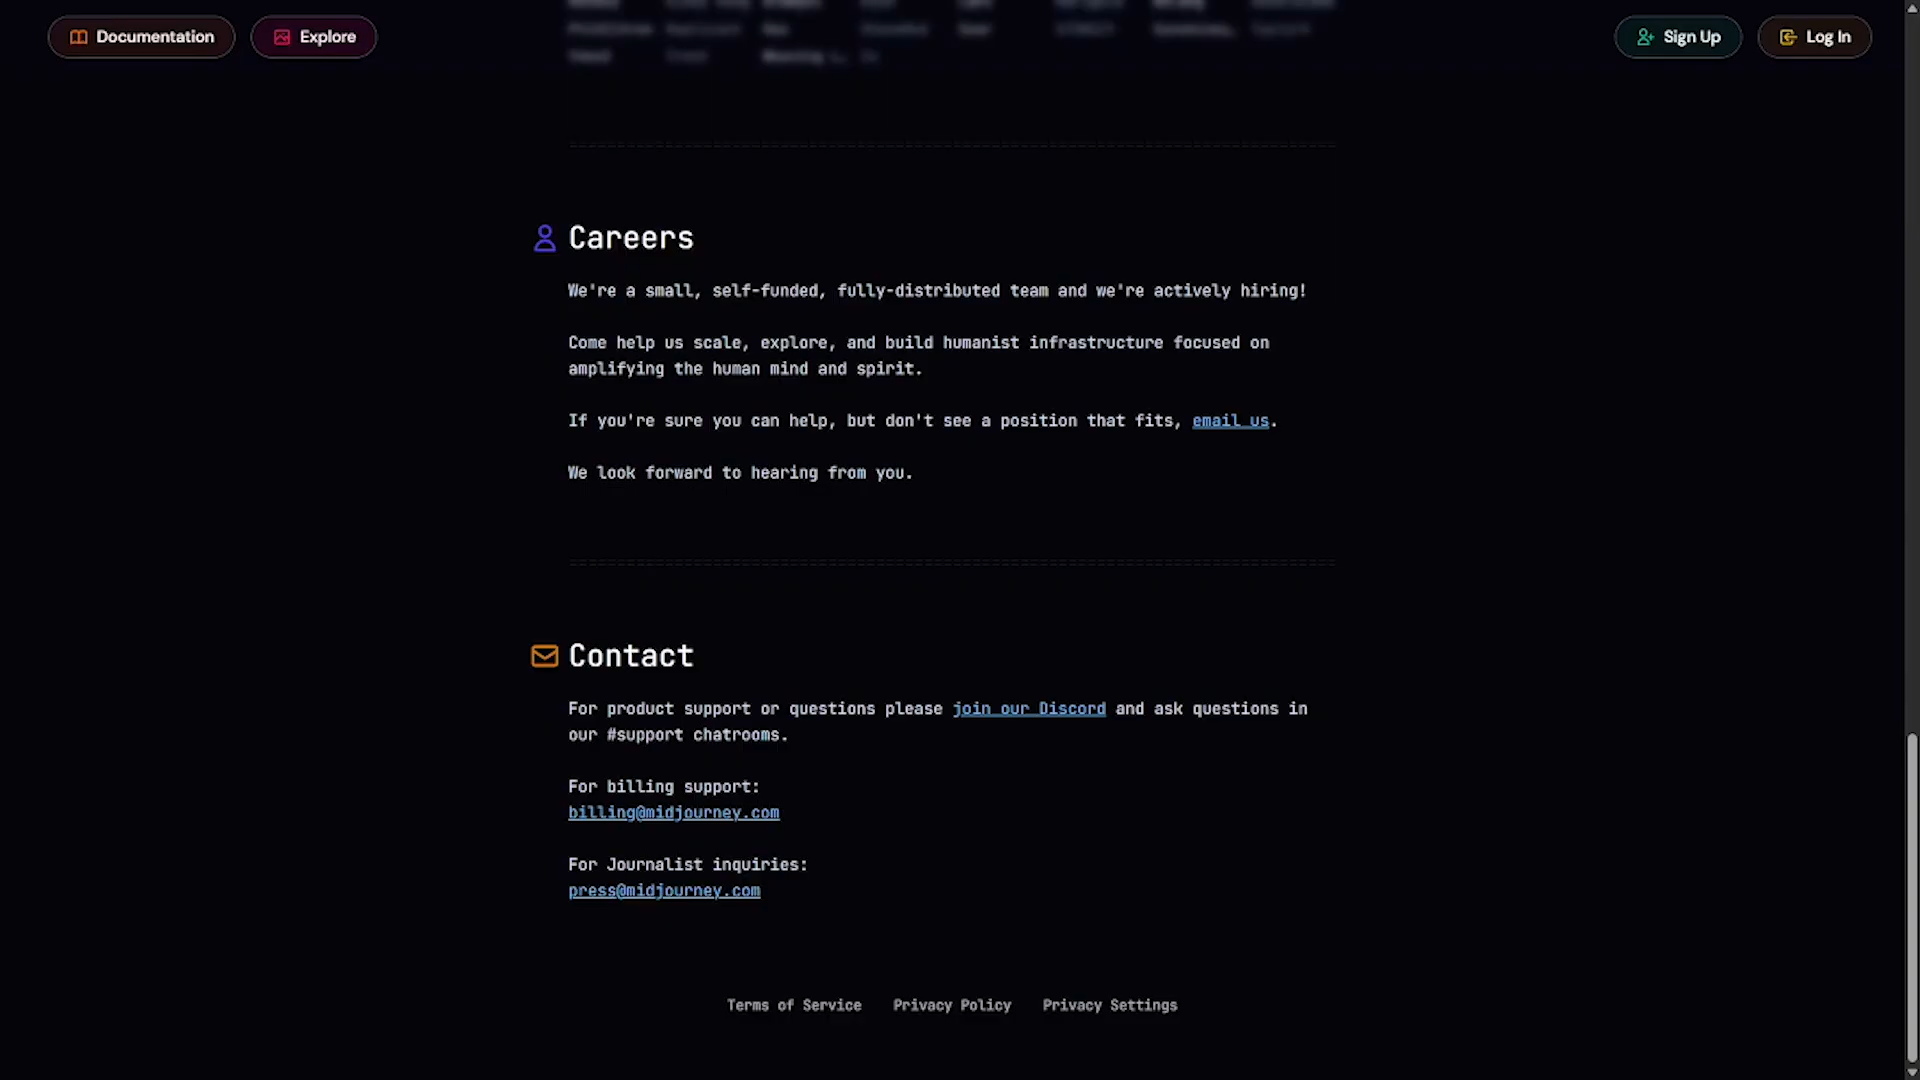 Documentation
Explore
Sign Up
Log In
Careers
We're a small, self-funded, fully-distributed team and we're actively hiring!
Come help us scale, explore, and build humanist infrastructure focused on
amplifying the human mind and spirit.
If you're sure you can help, but don't see a position that fits, email us.
We look forward to hearing from you.
Contact
For product support or questions please join our Discord and ask questions in
our #support chatrooms.
For billing support:
billing@midjourney.com
For Journalist inquiries:
press@midjourney.com
Terms of Service
Privacy Policy
Privacy Settings